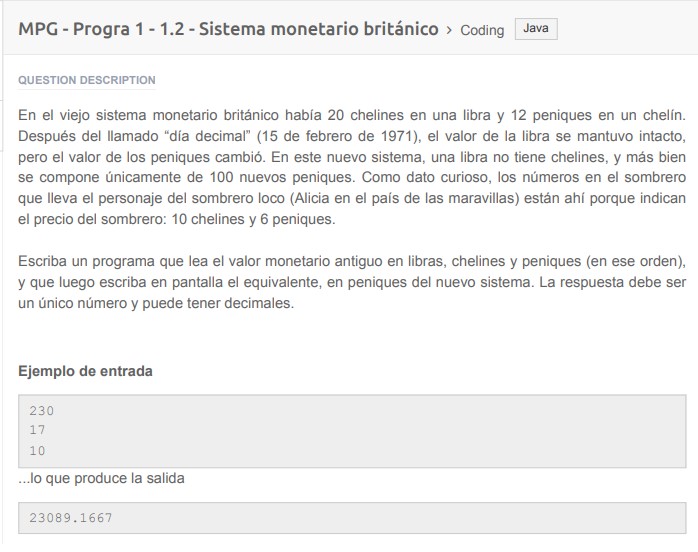 MPG - Progra 1 - 1.2 - Sistema monetario británico › Coding Java
QUESTION DESCRIPTION
En el viejo sistema monetario británico había 20 chelines en una libra y 12 peniques en un chelín.
Después del llamado “día decimal” (15 de febrero de 1971), el valor de la libra se mantuvo intacto,
pero el valor de los peniques cambió. En este nuevo sistema, una libra no tiene chelines, y más bien
se compone únicamente de 100 nuevos peniques. Como dato curioso, los números en el sombrero
que lleva el personaje del sombrero loco (Alicia en el país de las maravillas) están ahí porque indican
el precio del sombrero: 10 chelines y 6 peniques.
Escriba un programa que lea el valor monetario antiguo en libras, chelines y peniques (en ese orden),
y que luego escriba en pantalla el equivalente, en peniques del nuevo sistema. La respuesta debe ser
un único número y puede tener decimales.
Ejemplo de entrada
230
17
10
...lo que produce la salida
23089.1667